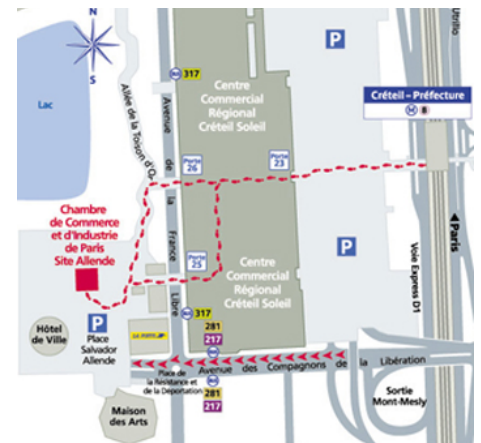 N
S
Lac
Allée de la Toison d'Or
Avenue de la France Libre
317
Centre
Commercial
Régional
Créteil Soleil
P
Utrillo
Créteil – Préfecture
M 8
Porte
26
Porte
23
Chambre
de Commerce
et d'Industrie
de Paris
Site Allende
Porte
25
Centre
Commercial
Régional
Créteil Soleil
P
Paris
Voie Express D1
317
281
217
Hôtel
de Ville
P
Place
Salvador
Allende
LA POSTE
Avenue des Compagnons de la Libération
Place de
la Résistance et
de la Déportation
281
217
Maison
des Arts
Sortie
Mont-Mesly